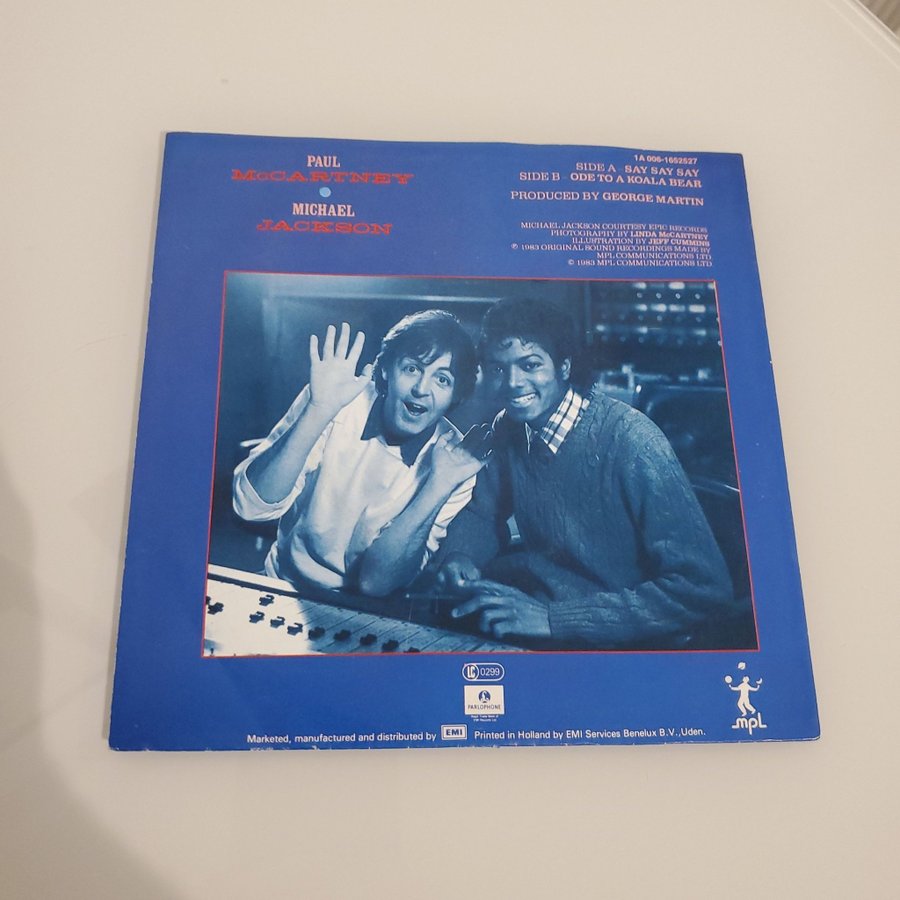 PAUL
McCARTNEY
MICHAEL
JACKSON
1A 006-1652527
SIDE A - SAY SAY SAY
SIDE B - ODE TO A KOALA BEAR
PRODUCED BY GEORGE MARTIN
MICHAEL JACKSON COURTESY EPIC RECORDS
PHOTOGRAPHY BY LINDA McCARTNEY
ILLUSTRATION BY JEFF CUMMINS
℗ 1983 ORIGINAL SOUND RECORDINGS MADE BY
MPL COMMUNICATIONS LTD
© 1983 MPL COMMUNICATIONS LTD
LC 0299
PARLOPHONE
mpL
Marketed, manufactured and distributed by EMI Printed in Holland by EMI Services Benelux B.V., Uden.